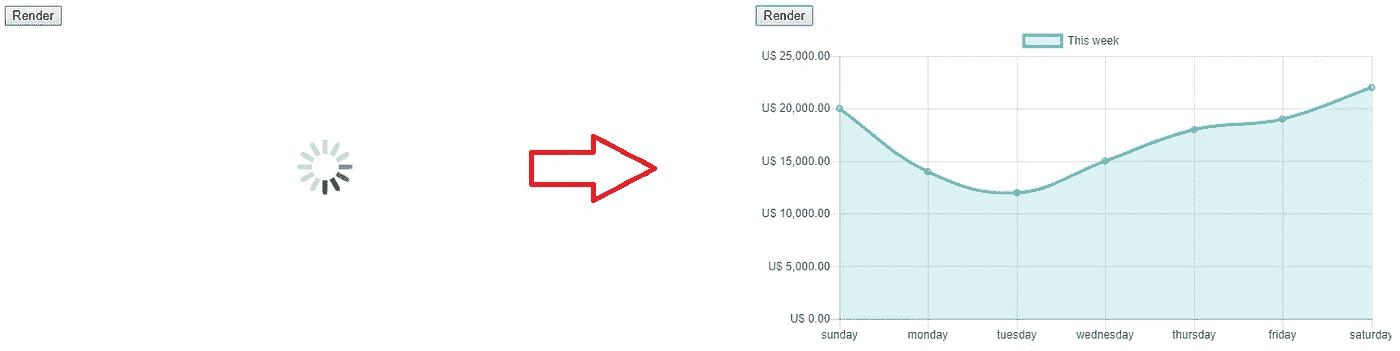 Render
Render
This week
U$ 25,000.00
U$ 20,000.00
U$ 15,000.00
U$ 10,000.00
U$ 5,000.00
U$ 0.00
sunday monday tuesday wednesday thursday friday saturday